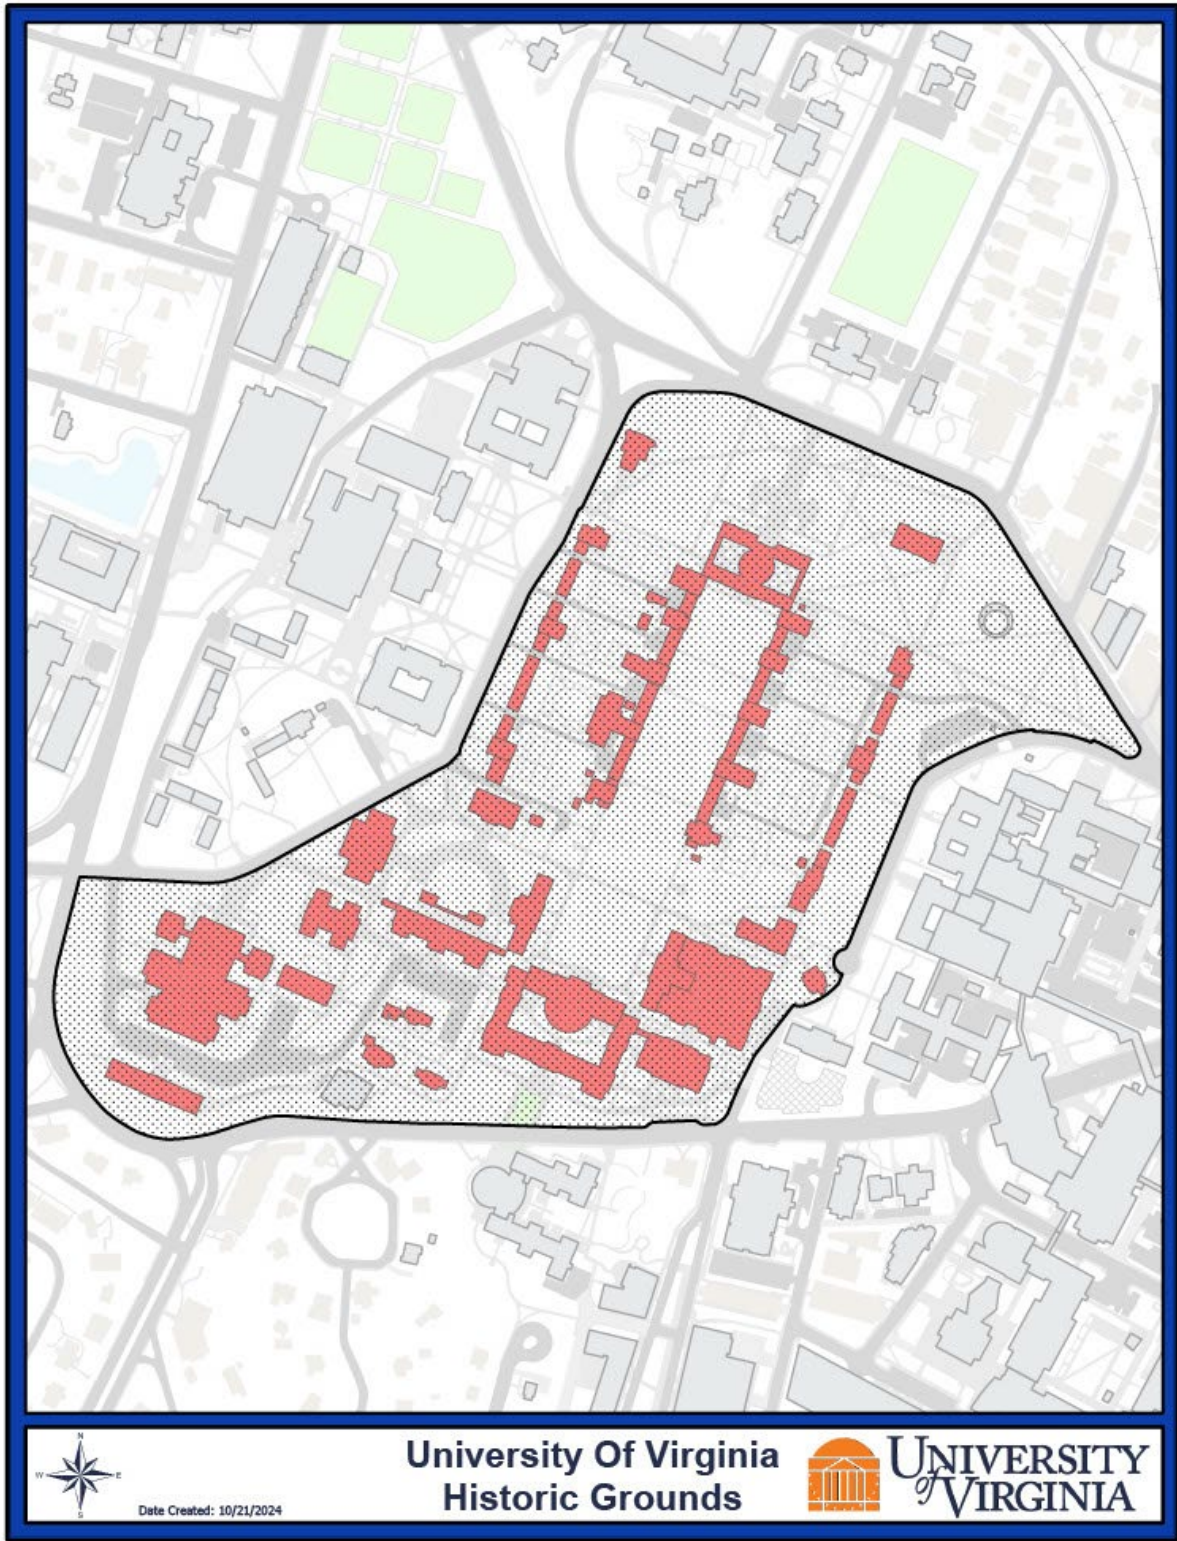 N
W E
S
Date Created: 10/21/2024
University Of Virginia
Historic Grounds
UNIVERSITY
of VIRGINIA